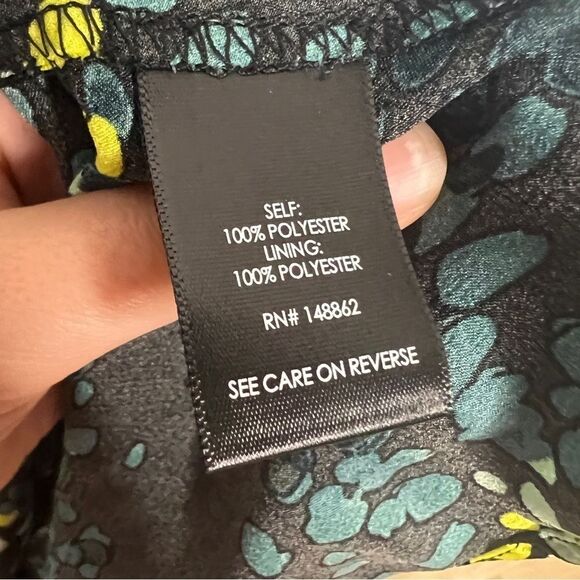 SELF:
100% POLYESTER
LINING:
100% POLYESTER
RN# 148862
SEE CARE ON REVERSE